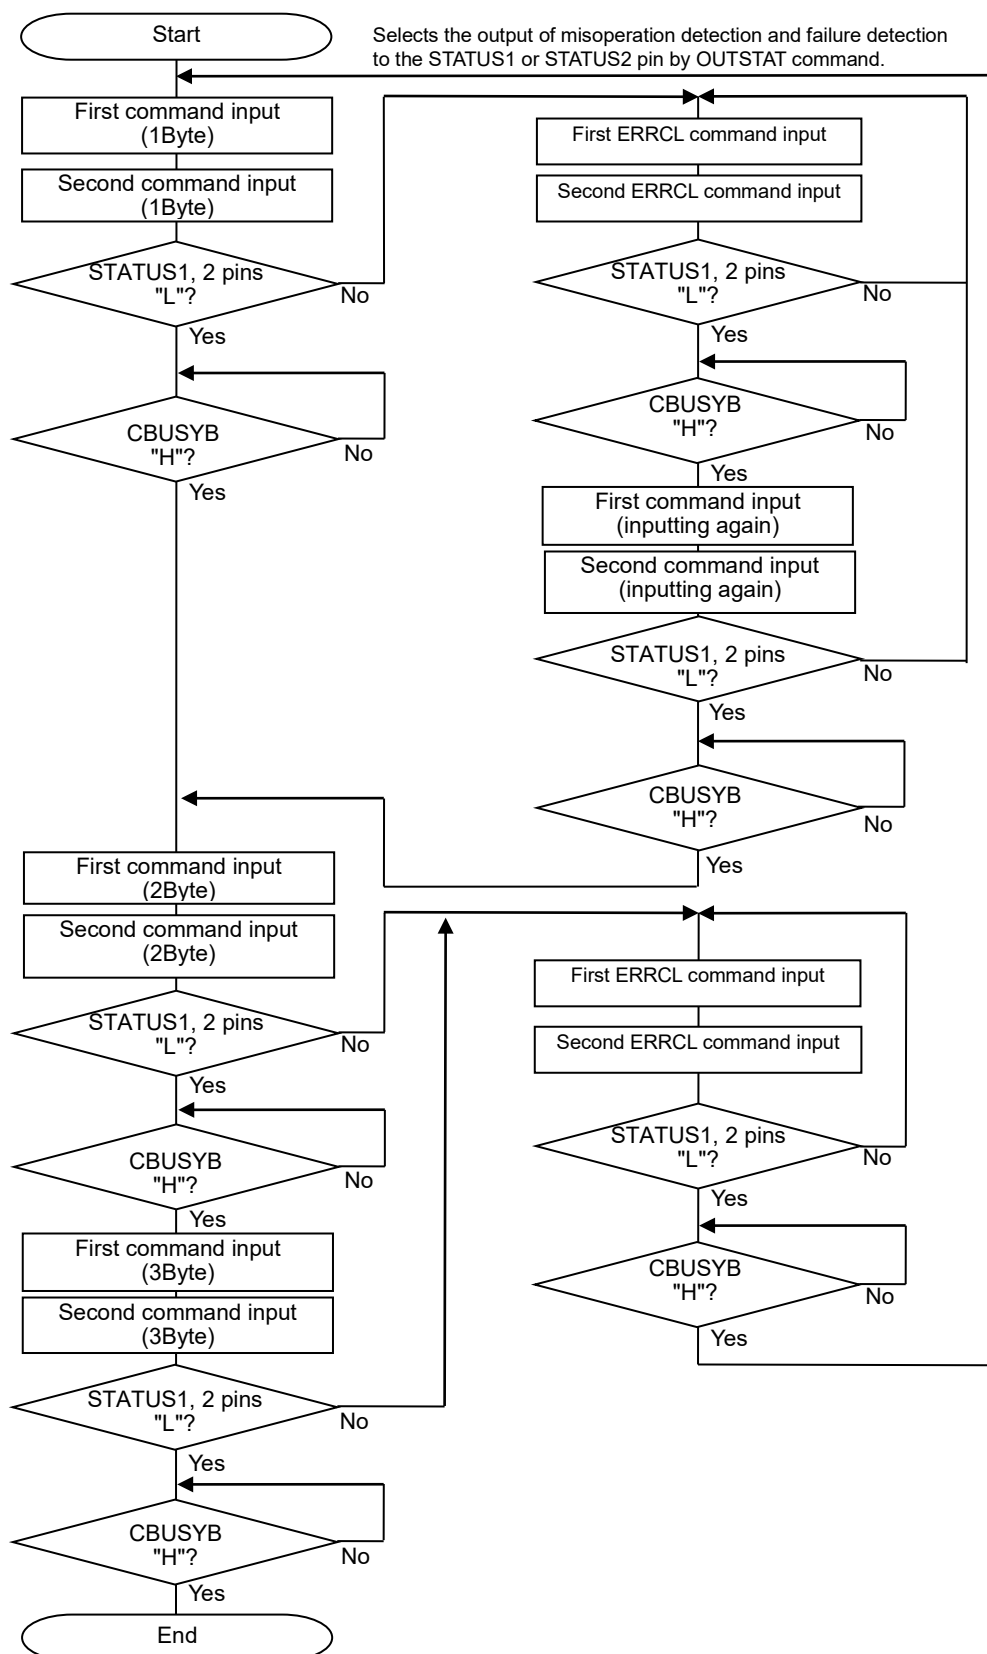 Start
Selects the output of misoperation detection and failure detection
to the STATUS1 or STATUS2 pin by OUTSTAT command.
First command input
(1Byte)
Second command input
(1Byte)
STATUS1, 2 pins
"L"?
No
Yes
CBUSYB
"H"?
No
Yes
First ERRCL command input
Second ERRCL command input
STATUS1, 2 pins
"L"?
No
Yes
CBUSYB
"H"?
No
Yes
First command input
(inputting again)
Second command input
(inputting again)
STATUS1, 2 pins
"L"?
No
Yes
CBUSYB
"H"?
No
Yes
First command input
(2Byte)
Second command input
(2Byte)
STATUS1, 2 pins
"L"?
No
Yes
CBUSYB
"H"?
No
Yes
First command input
(3Byte)
Second command input
(3Byte)
STATUS1, 2 pins
"L"?
No
Yes
CBUSYB
"H"?
No
Yes
End
First ERRCL command input
Second ERRCL command input
STATUS1, 2 pins
"L"?
No
Yes
CBUSYB
"H"?
No
Yes